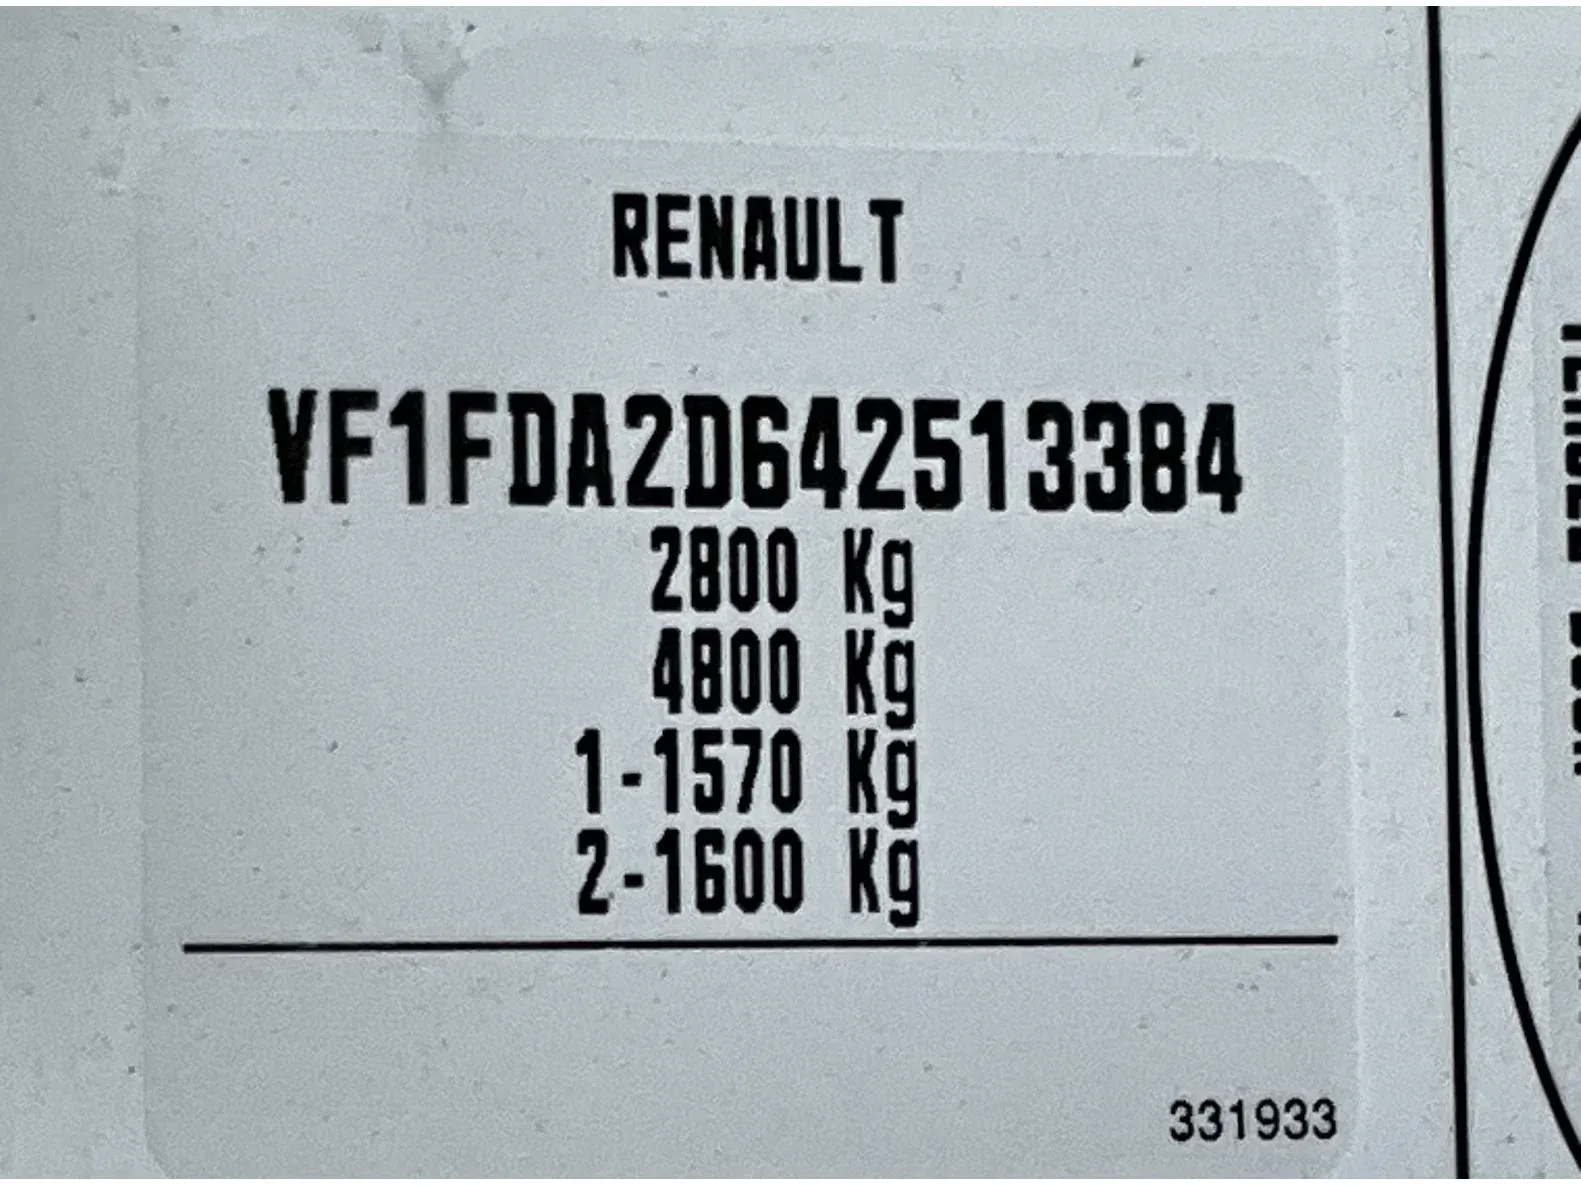 RENAULT
VF1FDA2D642513384
2800 Kg
4800 Kg
1-1570 Kg
2-1600 Kg
331933